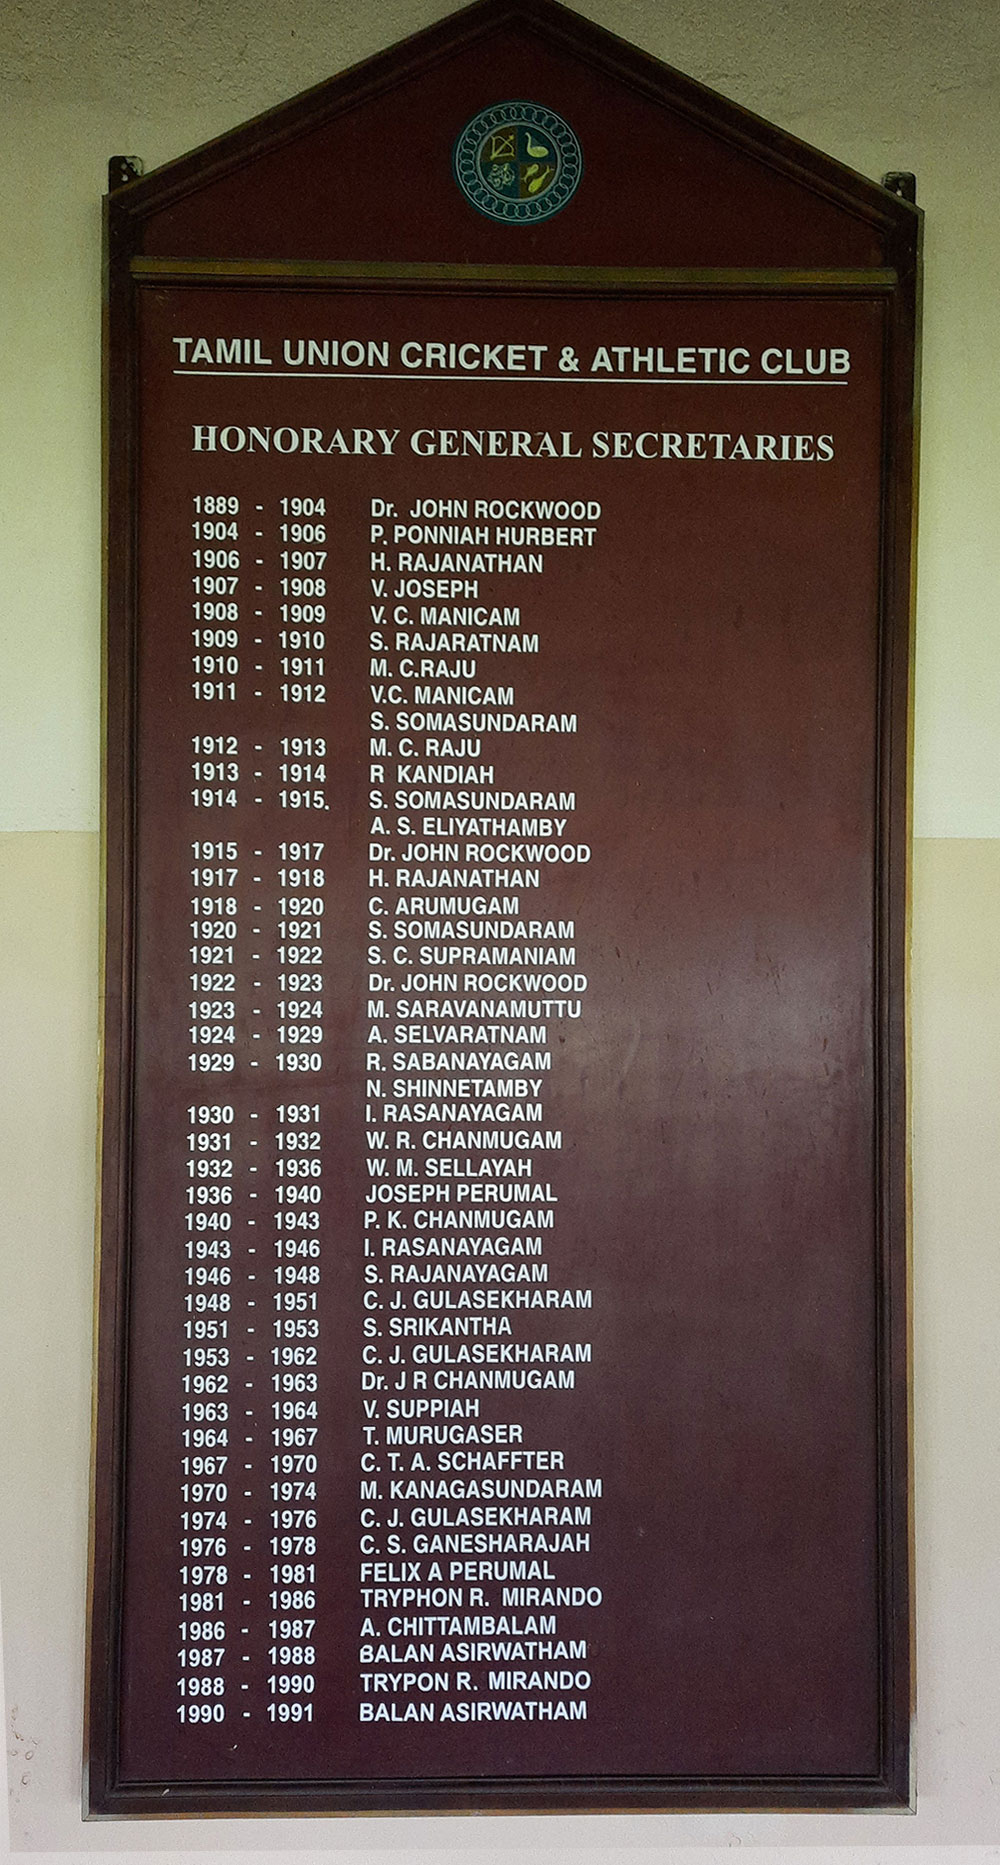 TAMIL UNION CRICKET & ATHLETIC CLUB
HONORARY GENERAL SECRETARIES
1889 - 1904 Dr. JOHN ROCKWOOD
1904 - 1906 P. PONNIAH HURBERT
1906 - 1907 H. RAJANATHAN
1907 - 1908 V. JOSEPH
1908 - 1909 V. C. MANICAM
1909 - 1910 S. RAJARATNAM
1910 - 1911 M. C.RAJU
1911 - 1912 V.C. MANICAM
S. SOMASUNDARAM
1912 - 1913 M. C. RAJU
1913 - 1914 R KANDIAH
1914 - 1915. S. SOMASUNDARAM
A. S. ELIYATHAMBY
1915 - 1917 Dr. JOHN ROCKWOOD
1917 - 1918 H. RAJANATHAN
1918 - 1920 C. ARUMUGAM
1920 - 1921 S. SOMASUNDARAM
1921 - 1922 S. C. SUPRAMANIAM
1922 - 1923 Dr. JOHN ROCKWOOD
1923 - 1924 M. SARAVANAMUTTU
1924 - 1929 A. SELVARATNAM
1929 - 1930 R. SABANAYAGAM
N. SHINNETAMBY
1930 - 1931 I. RASANAYAGAM
1931 - 1932 W. R. CHANMUGAM
1932 - 1936 W. M. SELLAYAH
1936 - 1940 JOSEPH PERUMAL
1940 - 1943 P. K. CHANMUGAM
1943 - 1946 I. RASANAYAGAM
1946 - 1948 S. RAJANAYAGAM
1948 - 1951 C. J. GULASEKHARAM
1951 - 1953 S. SRIKANTHA
1953 - 1962 C. J. GULASEKHARAM
1962 - 1963 Dr. J R CHANMUGAM
1963 - 1964 V. SUPPIAH
1964 - 1967 T. MURUGASER
1967 - 1970 C. T. A. SCHAFFTER
1970 - 1974 M. KANAGASUNDARAM
1974 - 1976 C. J. GULASEKHARAM
1976 - 1978 C. S. GANESHARAJAH
1978 - 1981 FELIX A PERUMAL
1981 - 1986 TRYPHON R. MIRANDO
1986 - 1987 A. CHITTAMBALAM
1987 - 1988 BALAN ASIRWATHAM
1988 - 1990 TRYPON R. MIRANDO
1990 - 1991 BALAN ASIRWATHAM